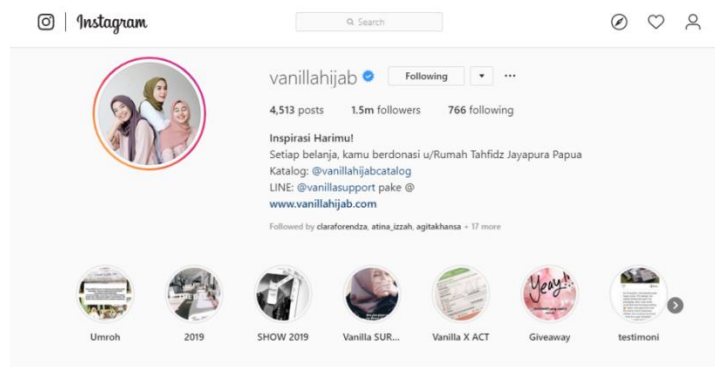 Instagram
Search
vanillahijab Following
4,513 posts 1.5m followers 766 following
Inspirasi Harimu!
Setiap belanja, kamu berdonasi u/Rumah Tahfidz Jayapura Papua
Katalog: @vanillahijabcatalog
LINE: @vanillasupport pake @
www.vanillahijab.com
Followed by claraforendza, atina_izzah, agitakhansa + 17 more
Yeay!!
Umroh 2019 SHOW 2019 Vanilla SUR... Vanilla X ACT Giveaway testimoni